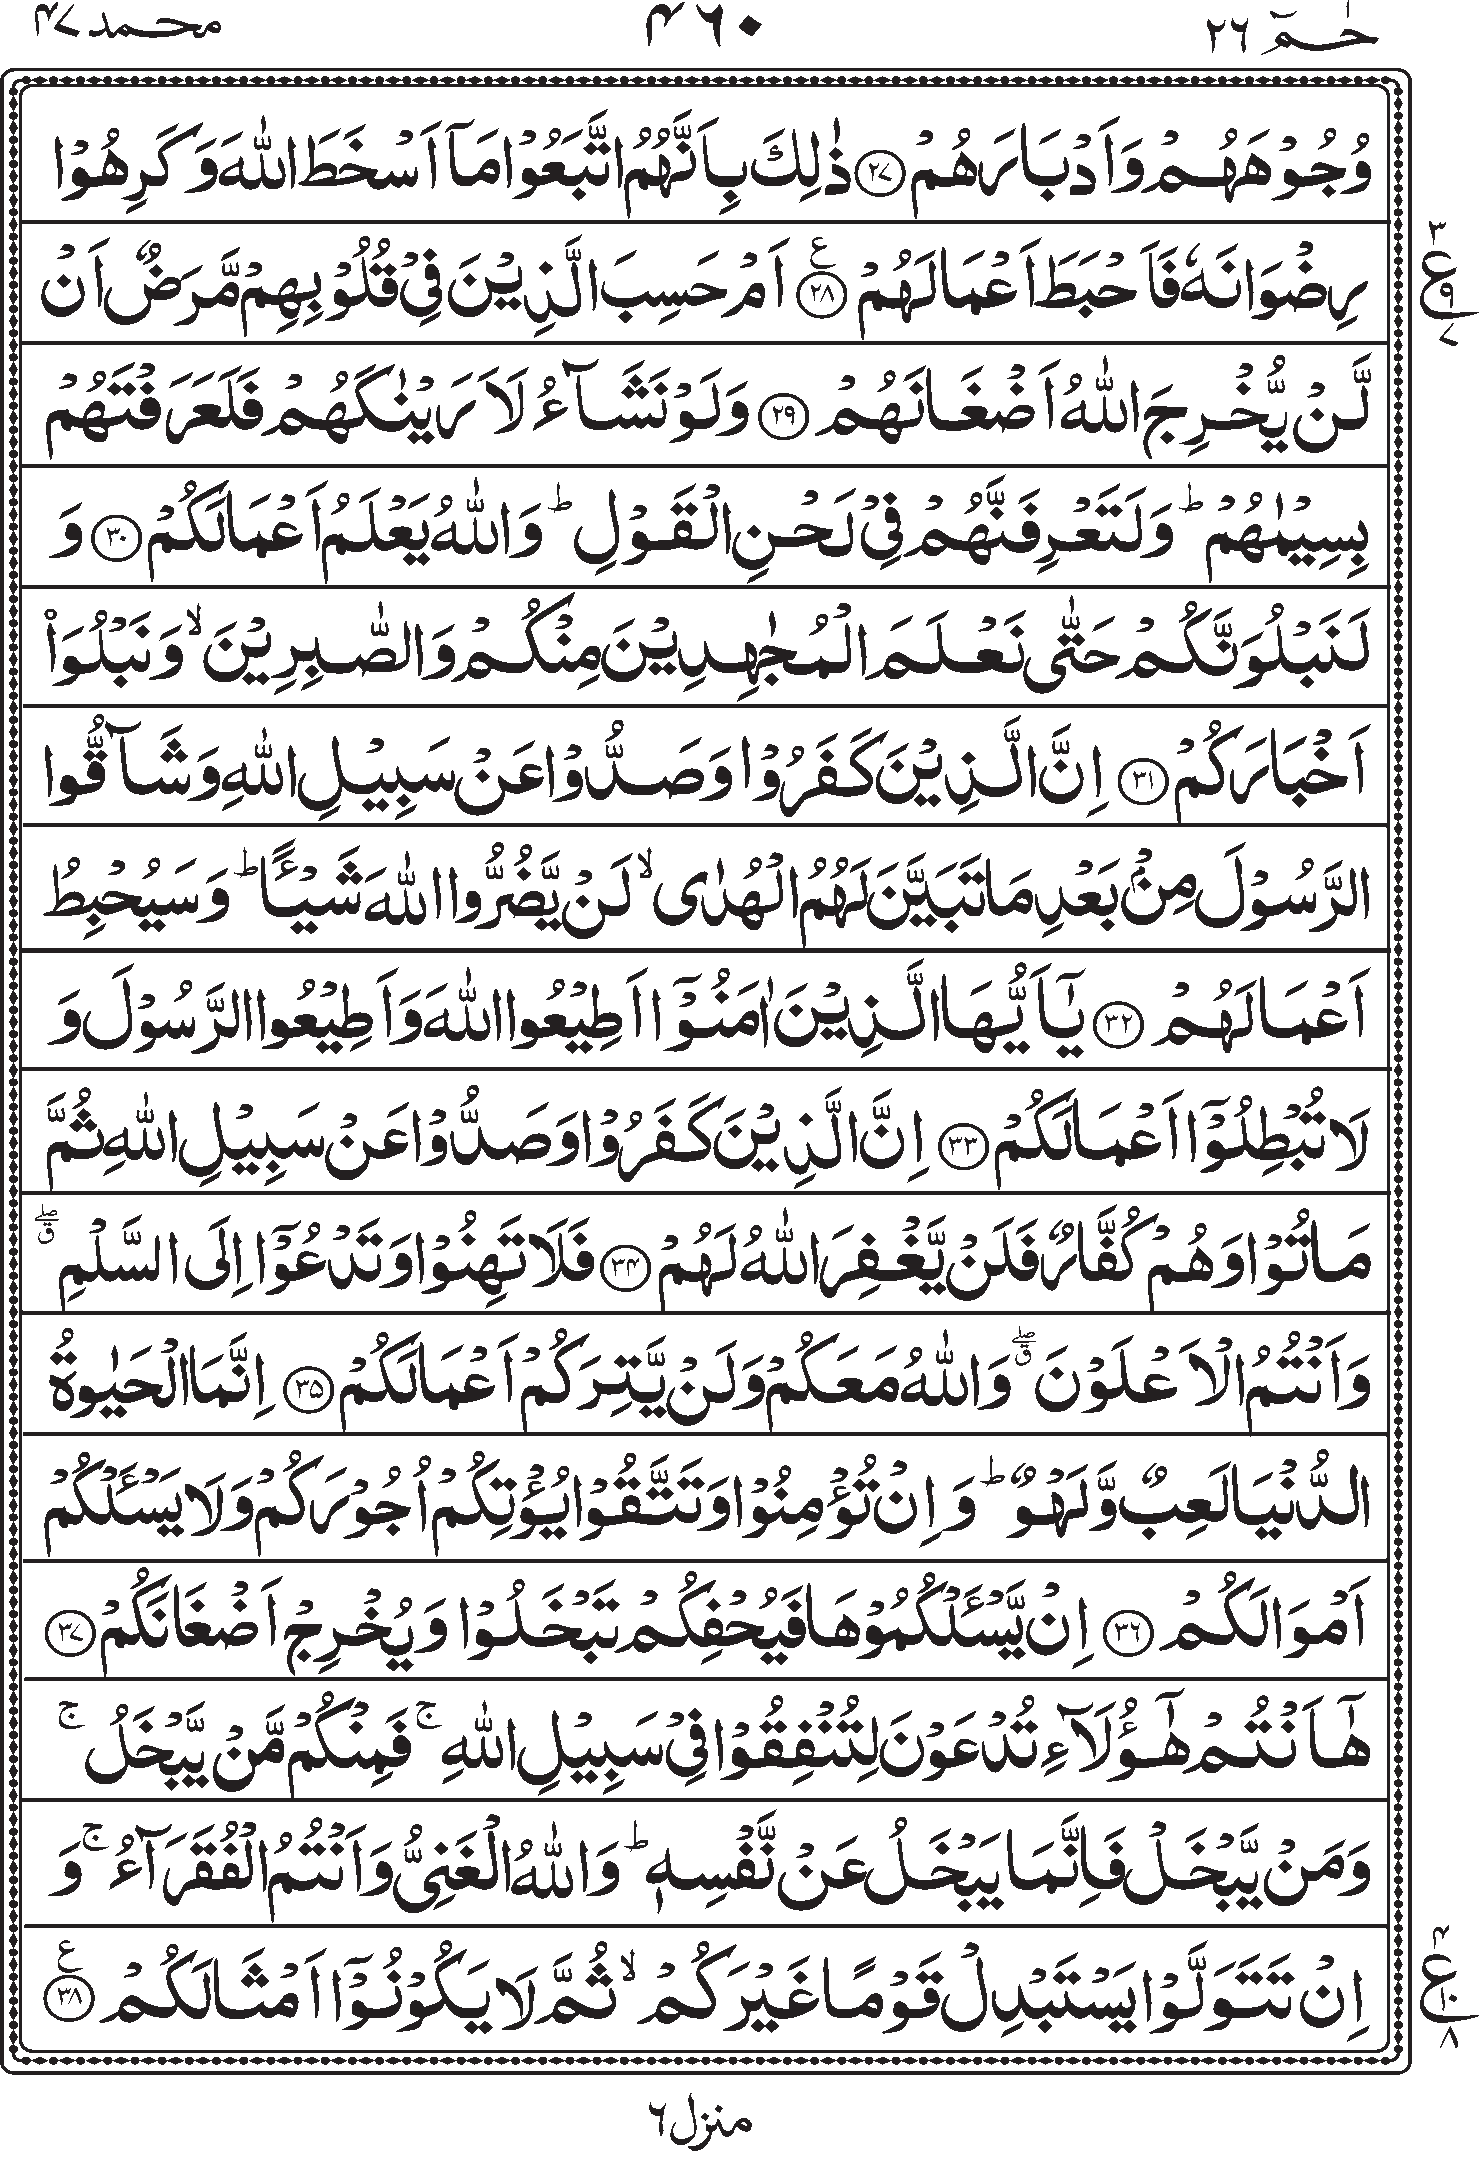 حٰمٓ ٢٦
٤٦٠
محمد ٤٧
وُجُوْهَهُمْ وَاَدْبَارَهُمْ ۝٢٧ ذٰلِكَ بِاَنَّهُمُ اتَّبَعُوْا مَآ اَسْخَطَ اللّٰهَ وَكَرِهُوْا
رِضْوَانَهٗ فَاَحْبَطَ اَعْمَالَهُمْ ۝٢٨ۧ اَمْ حَسِبَ الَّذِيْنَ فِيْ قُلُوْبِهِمْ مَّرَضٌ اَنْ
٣ ع ٩ ٧
لَّنْ يُّخْرِجَ اللّٰهُ اَضْغَانَهُمْ ۝٢٩ وَلَوْ نَشَآءُ لَاَرَيْنٰكَهُمْ فَلَعَرَفْتَهُمْ
بِسِيْمٰهُمْ ؕ وَلَتَعْرِفَنَّهُمْ فِيْ لَحْنِ الْقَوْلِ ؕ وَاللّٰهُ يَعْلَمُ اَعْمَالَكُمْ ۝٣٠ وَ
لَنَبْلُوَنَّكُمْ حَتّٰى نَعْلَمَ الْمُجٰهِدِيْنَ مِنْكُمْ وَالصّٰبِرِيْنَ ۙ وَنَبْلُوَا۟
اَخْبَارَكُمْ ۝٣١ اِنَّ الَّذِيْنَ كَفَرُوْا وَصَدُّوْا عَنْ سَبِيْلِ اللّٰهِ وَشَآقُّوا
الرَّسُوْلَ مِنْۢ بَعْدِ مَا تَبَيَّنَ لَهُمُ الْهُدٰى ۙ لَنْ يَّضُرُّوا اللّٰهَ شَيْـًٔا ؕ وَسَيُحْبِطُ
اَعْمَالَهُمْ ۝٣٢ يٰٓاَيُّهَا الَّذِيْنَ اٰمَنُوْٓا اَطِيْعُوا اللّٰهَ وَاَطِيْعُوا الرَّسُوْلَ وَ
لَا تُبْطِلُوْٓا اَعْمَالَكُمْ ۝٣٣ اِنَّ الَّذِيْنَ كَفَرُوْا وَصَدُّوْا عَنْ سَبِيْلِ اللّٰهِ ثُمَّ
مَاتُوْا وَهُمْ كُفَّارٌ فَلَنْ يَّغْفِرَ اللّٰهُ لَهُمْ ۝٣٤ فَلَا تَهِنُوْا وَتَدْعُوْٓا اِلَى السَّلْمِ ۖق
وَاَنْتُمُ الْاَعْلَوْنَ ۖق وَاللّٰهُ مَعَكُمْ وَلَنْ يَّتِرَكُمْ اَعْمَالَكُمْ ۝٣٥ اِنَّمَا الْحَيٰوةُ
الدُّنْيَا لَعِبٌ وَّلَهْوٌ ؕ وَاِنْ تُؤْمِنُوْا وَتَتَّقُوْا يُؤْتِكُمْ اُجُوْرَكُمْ وَلَا يَسْـَٔلْكُمْ
اَمْوَالَكُمْ ۝٣٦ اِنْ يَّسْـَٔلْكُمُوْهَا فَيُحْفِكُمْ تَبْخَلُوْا وَيُخْرِجْ اَضْغَانَكُمْ ۝٣٧
هٰٓاَنْتُمْ هٰٓؤُلَآءِ تُدْعَوْنَ لِتُنْفِقُوْا فِيْ سَبِيْلِ اللّٰهِ ۚ فَمِنْكُمْ مَّنْ يَّبْخَلُ ۚ
وَمَنْ يَّبْخَلْ فَاِنَّمَا يَبْخَلُ عَنْ نَّفْسِهٖ ؕ وَاللّٰهُ الْغَنِيُّ وَاَنْتُمُ الْفُقَرَآءُ ۚ وَ
اِنْ تَتَوَلَّوْا يَسْتَبْدِلْ قَوْمًا غَيْرَكُمْ ۙ ثُمَّ لَا يَكُوْنُوْٓا اَمْثَالَكُمْ ۝٣٨ۧ
٤ ع ١٠ ٨
منزل ٦